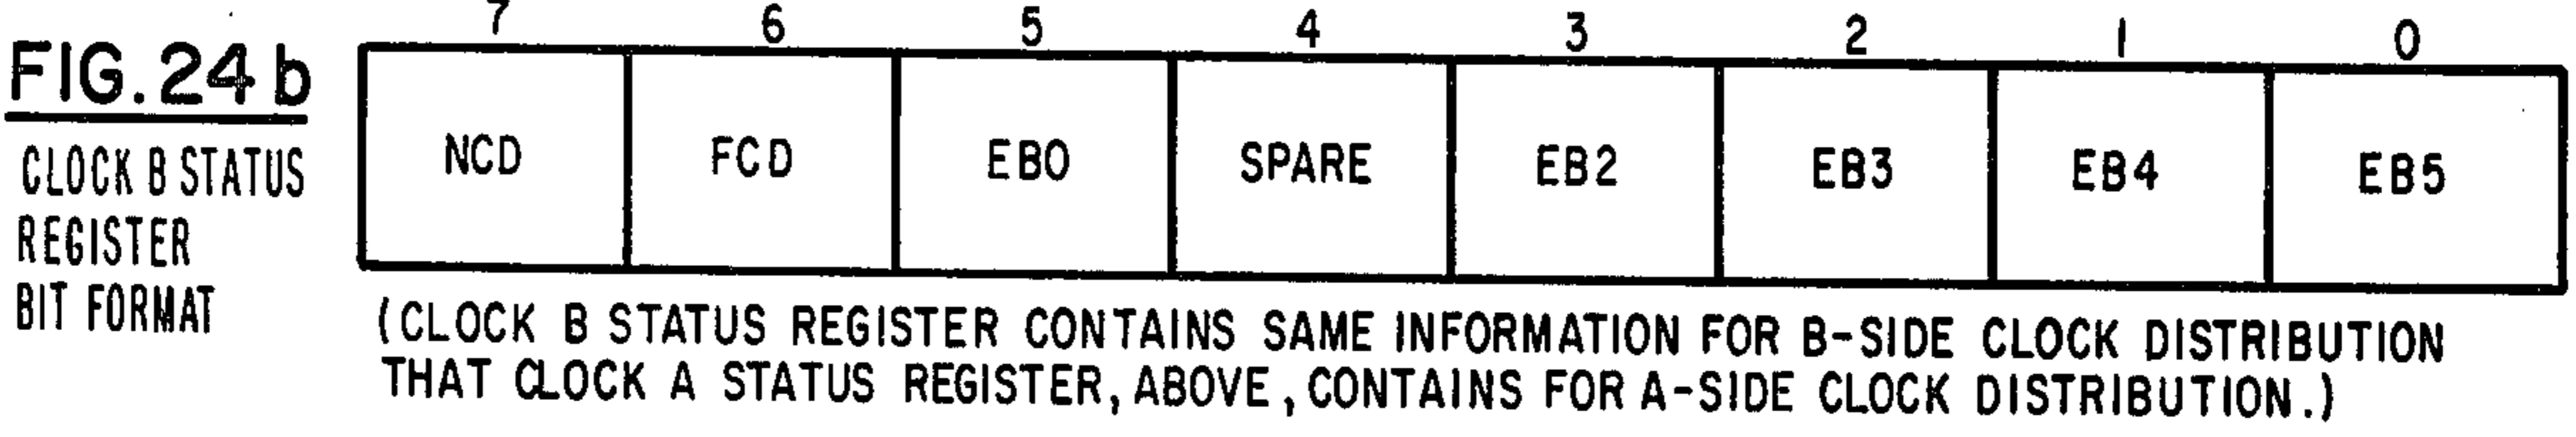 7 6 5 4 3 2 1 0
FIG. 24b
NCD FCD EB0 SPARE EB2 EB3 EB4 EB5
CLOCK B STATUS
REGISTER
BIT FORMAT
(CLOCK B STATUS REGISTER CONTAINS SAME INFORMATION FOR B-SIDE CLOCK DISTRIBUTION
THAT CLOCK A STATUS REGISTER, ABOVE, CONTAINS FOR A-SIDE CLOCK DISTRIBUTION.)